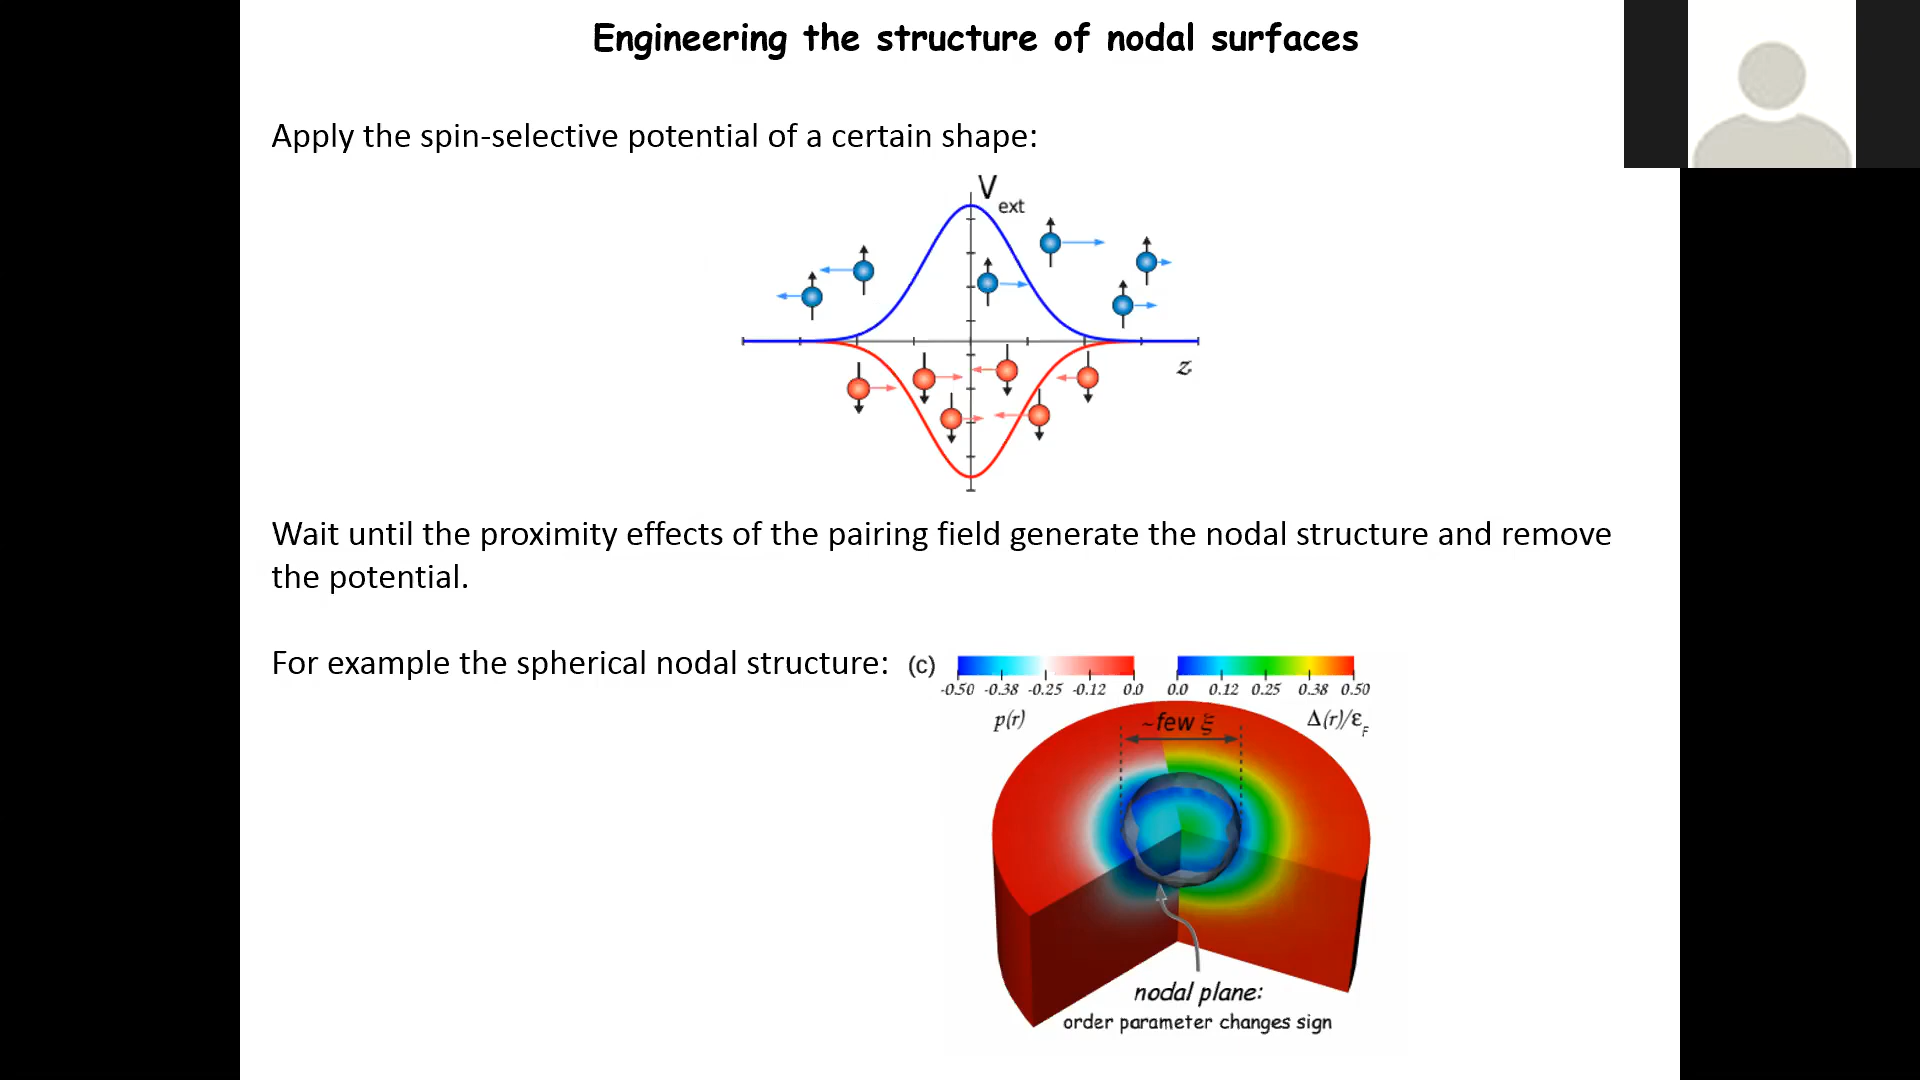 Engineering the structure of nodal surfaces
Apply the spin-selective potential of a certain shape:
V
ext
z
Wait until the proximity effects of the pairing field generate the nodal structure and remove
the potential.
For example the spherical nodal structure:
(c)
-0.50 -0.38 -0.25 -0.12 0.0
0.0 0.12 0.25 0.38 0.50
p(r)
~few ξ
Δ(r)/ε_F
nodal plane:
order parameter changes sign